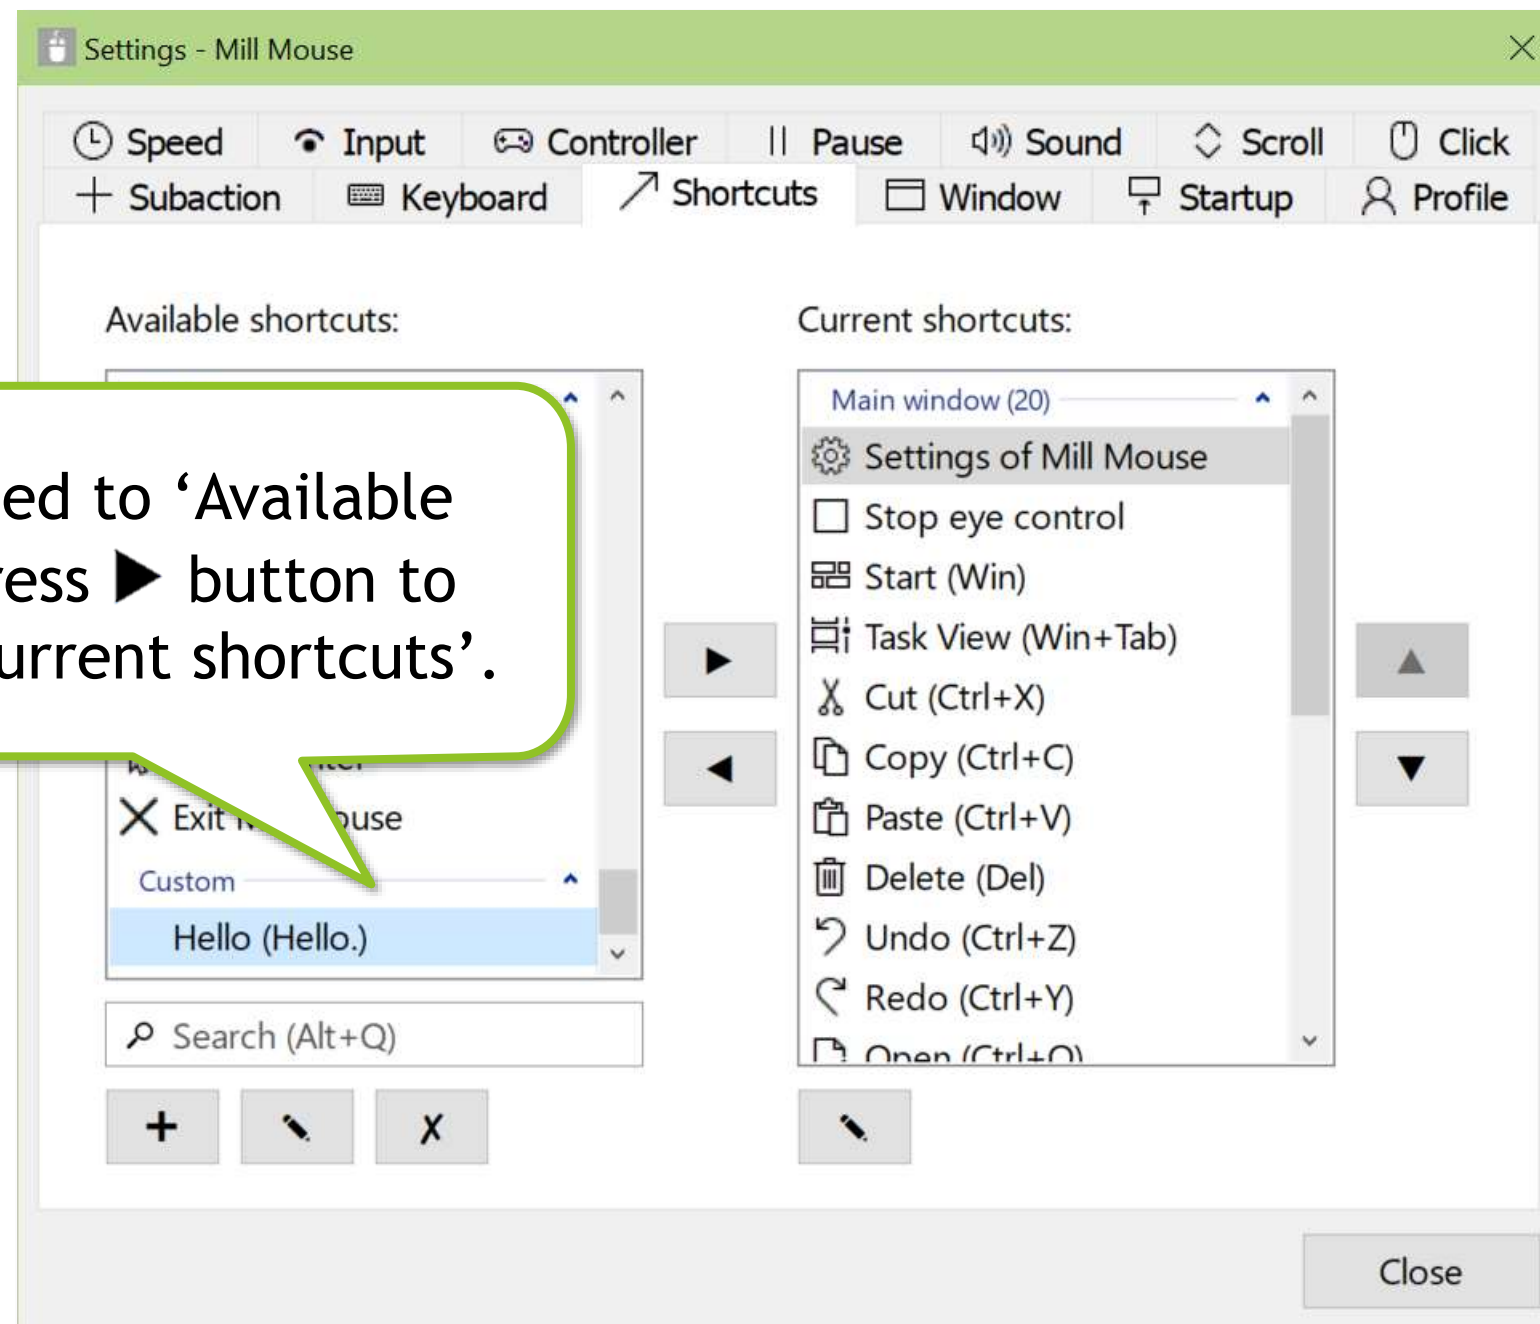 Settings - Mill Mouse
Speed Input Controller Pause Sound Scroll Click
Subaction Keyboard Shortcuts Window Startup Profile
Available shortcuts:
Current shortcuts:
ed to ‘Available
ress ▶ button to
urrent shortcuts’.
Exit
Custom
Hello (Hello.)
Search (Alt+Q)
Main window (20)
Settings of Mill Mouse
Stop eye control
Start (Win)
Task View (Win+Tab)
Cut (Ctrl+X)
Copy (Ctrl+C)
Paste (Ctrl+V)
Delete (Del)
Undo (Ctrl+Z)
Redo (Ctrl+Y)
Open (Ctrl+O)
Close